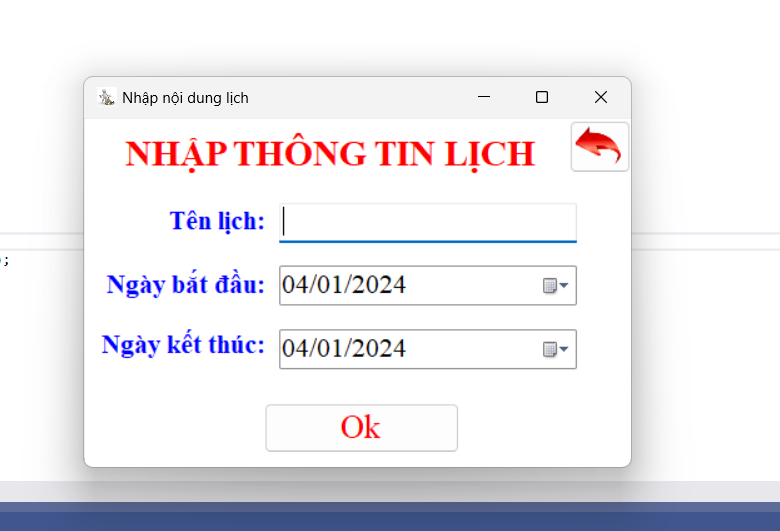 Nhập nội dung lịch
NHẬP THÔNG TIN LỊCH
Tên lịch:
;
Ngày bắt đầu: 04/01/2024
Ngày kết thúc: 04/01/2024
Ok